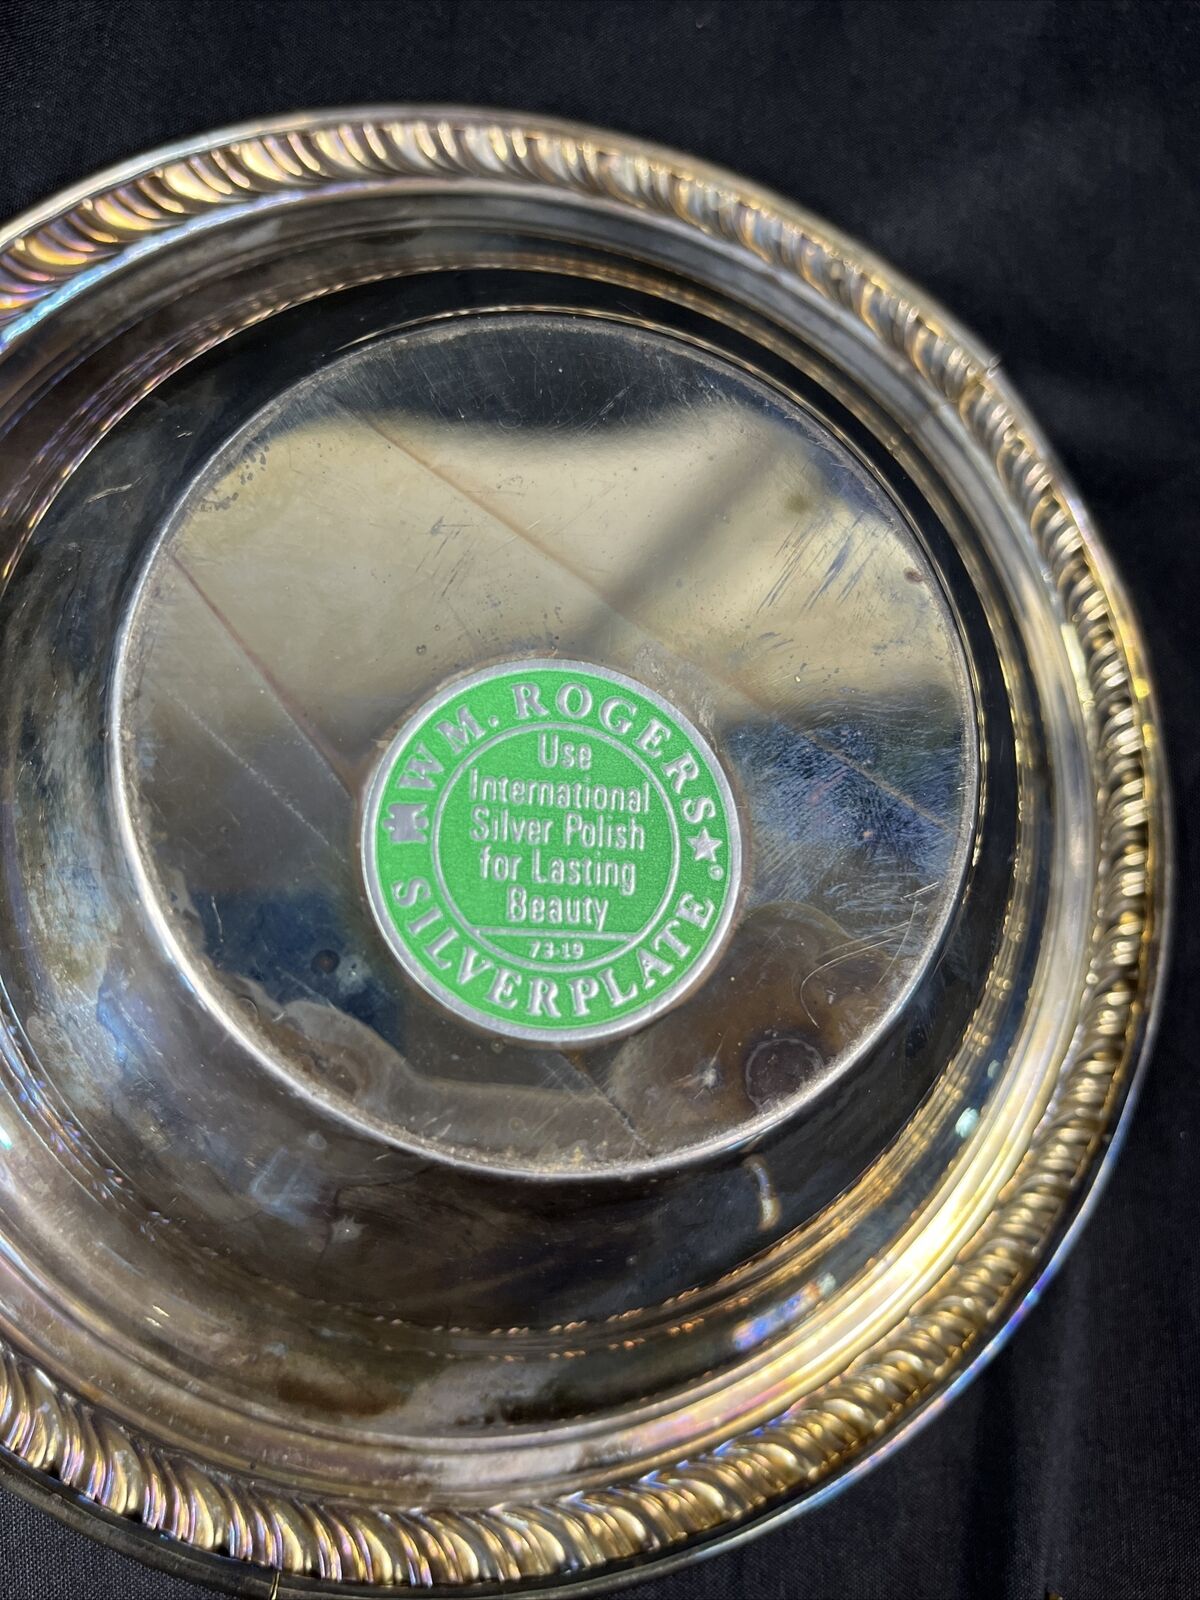 WM. ROGERS★®
Use
International
Silver Polish
for Lasting
Beauty
73-19
SILVERPLATE